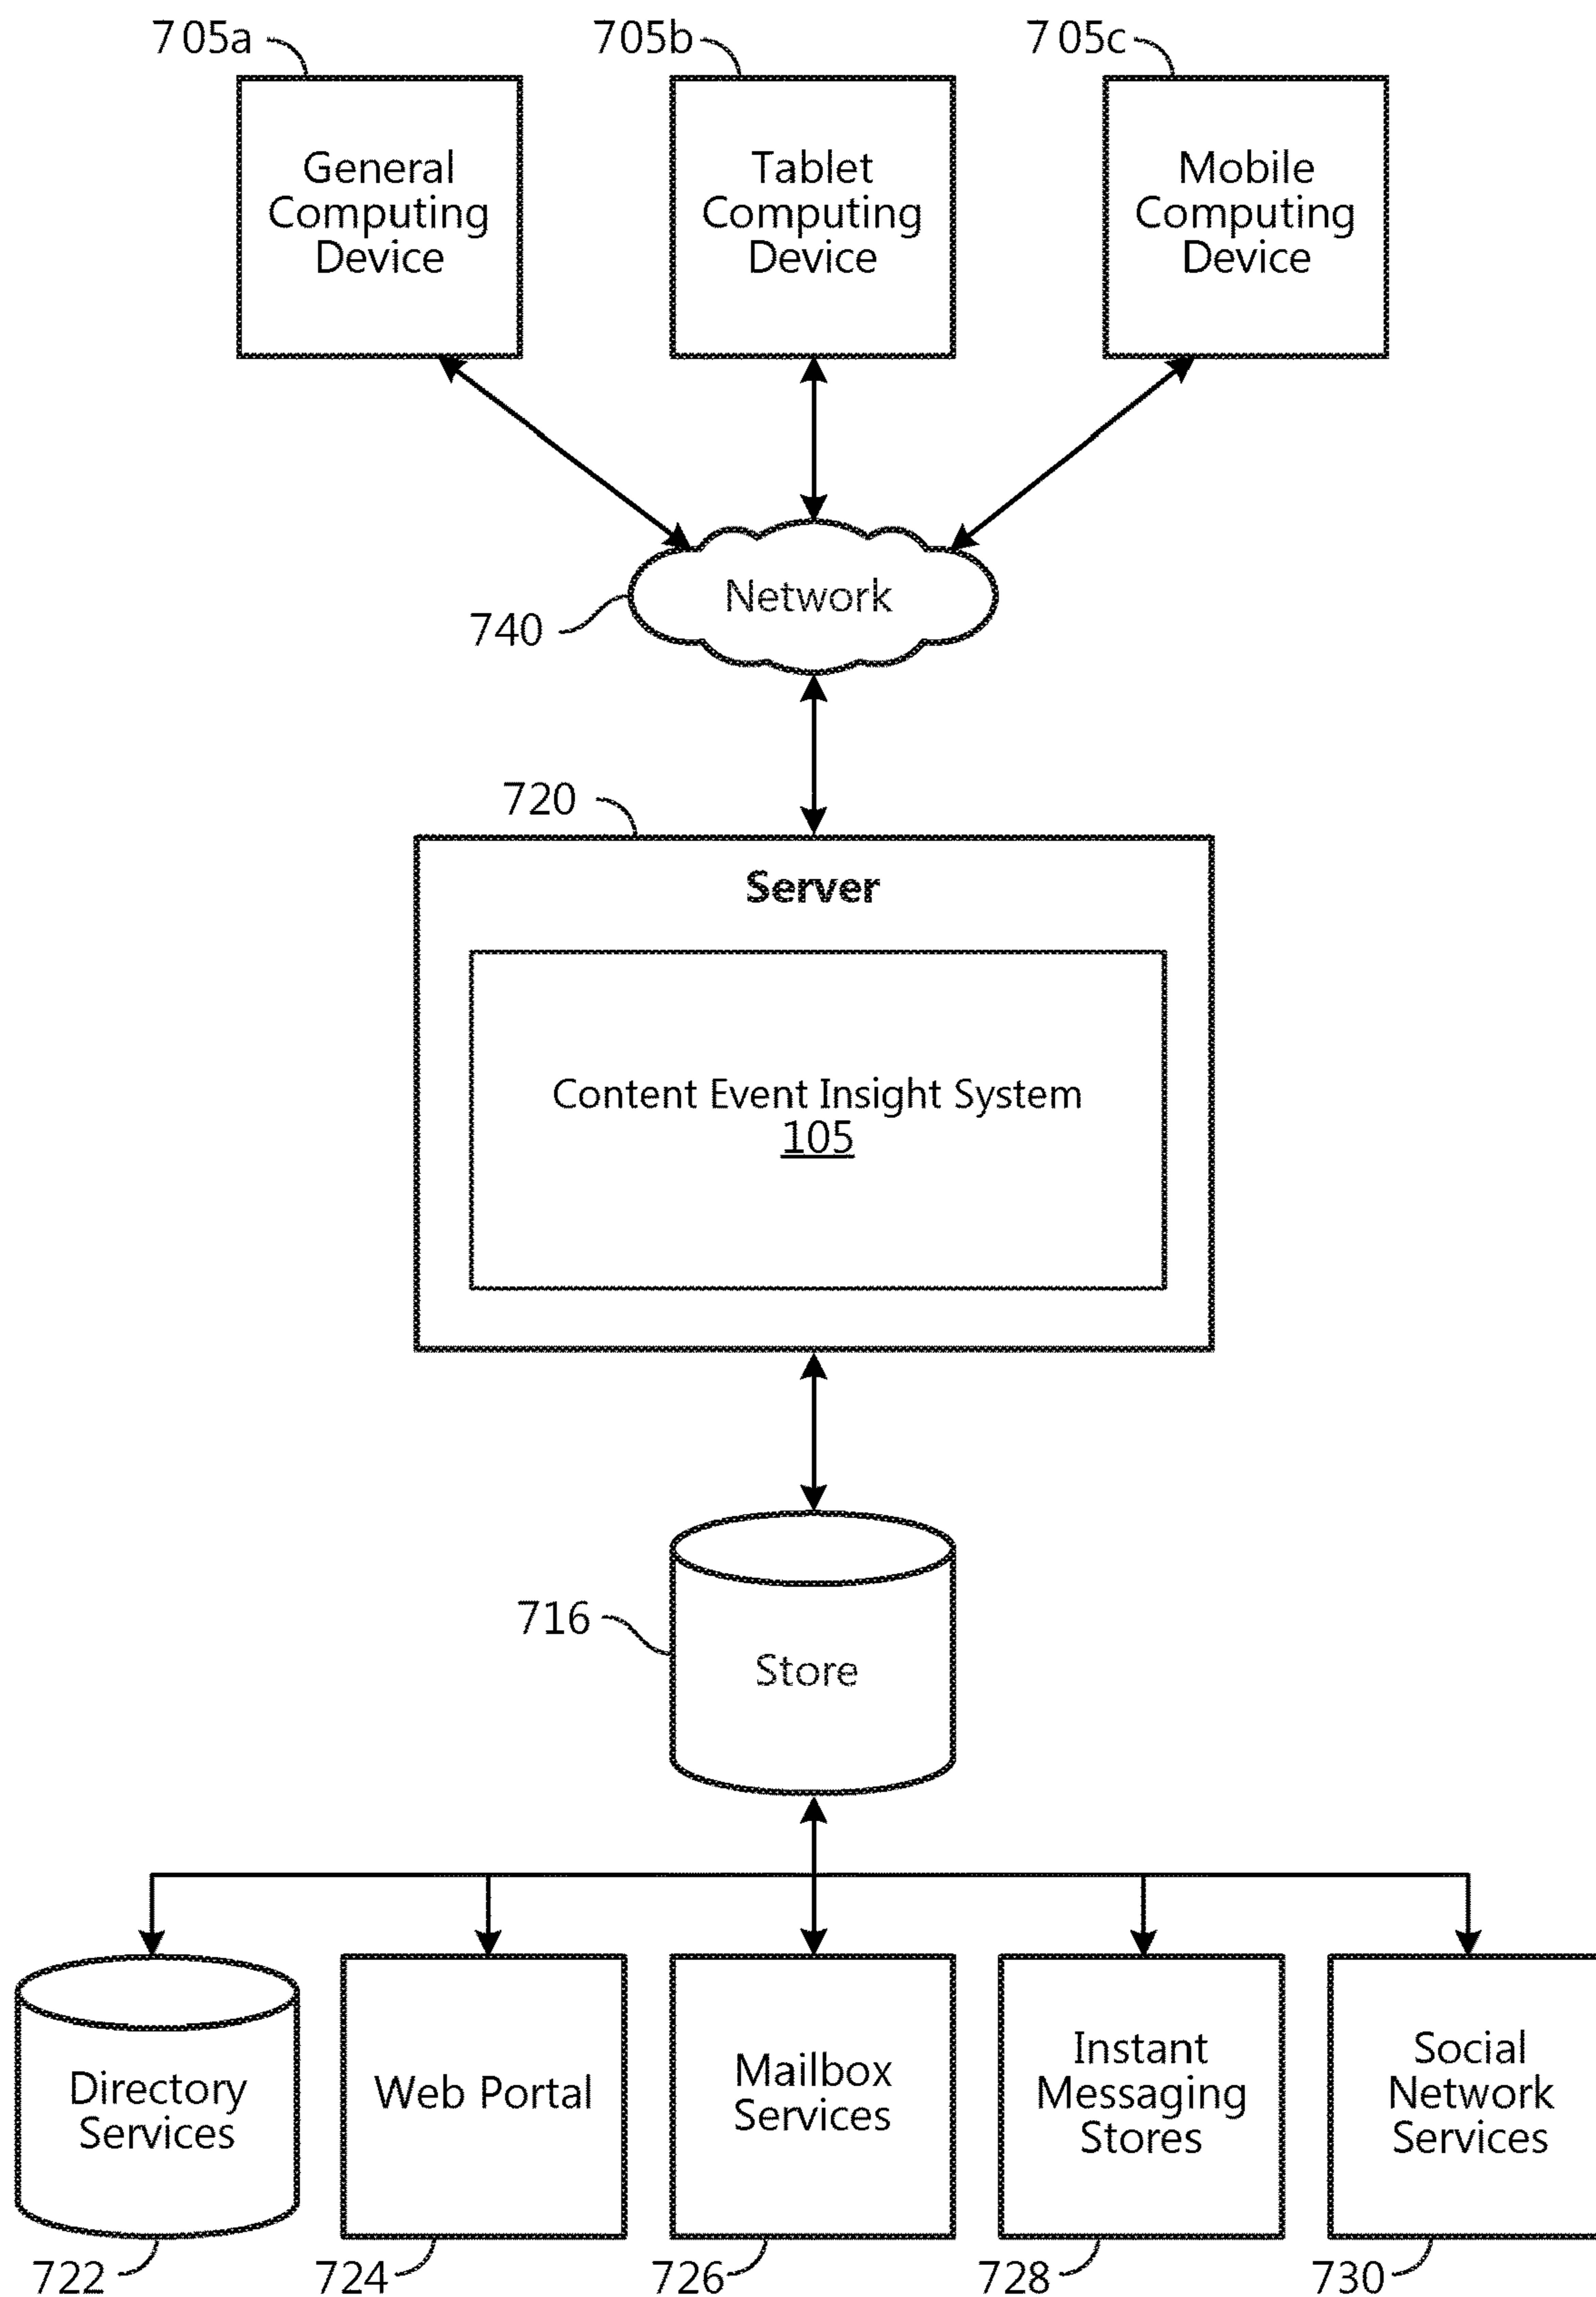 705a
705b
705c
General
Computing
Device
Tablet
Computing
Device
Mobile
Computing
Device
Network
740
720
Server
Content Event Insight System
105
716
Store
Directory
Services
Web Portal
Mailbox
Services
Instant
Messaging
Stores
Social
Network
Services
722
724
726
728
730